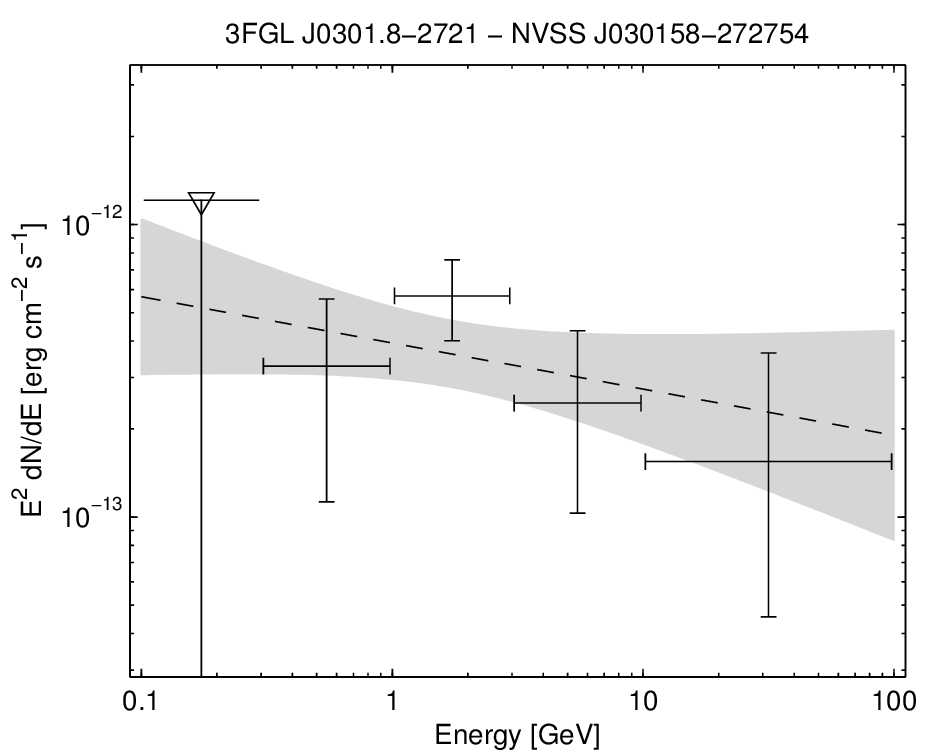 3FGL J0301.8−2721 − NVSS J030158−272754
E² dN/dE [erg cm⁻² s⁻¹]
10⁻¹²
10⁻¹³
0.1 1 10 100
Energy [GeV]